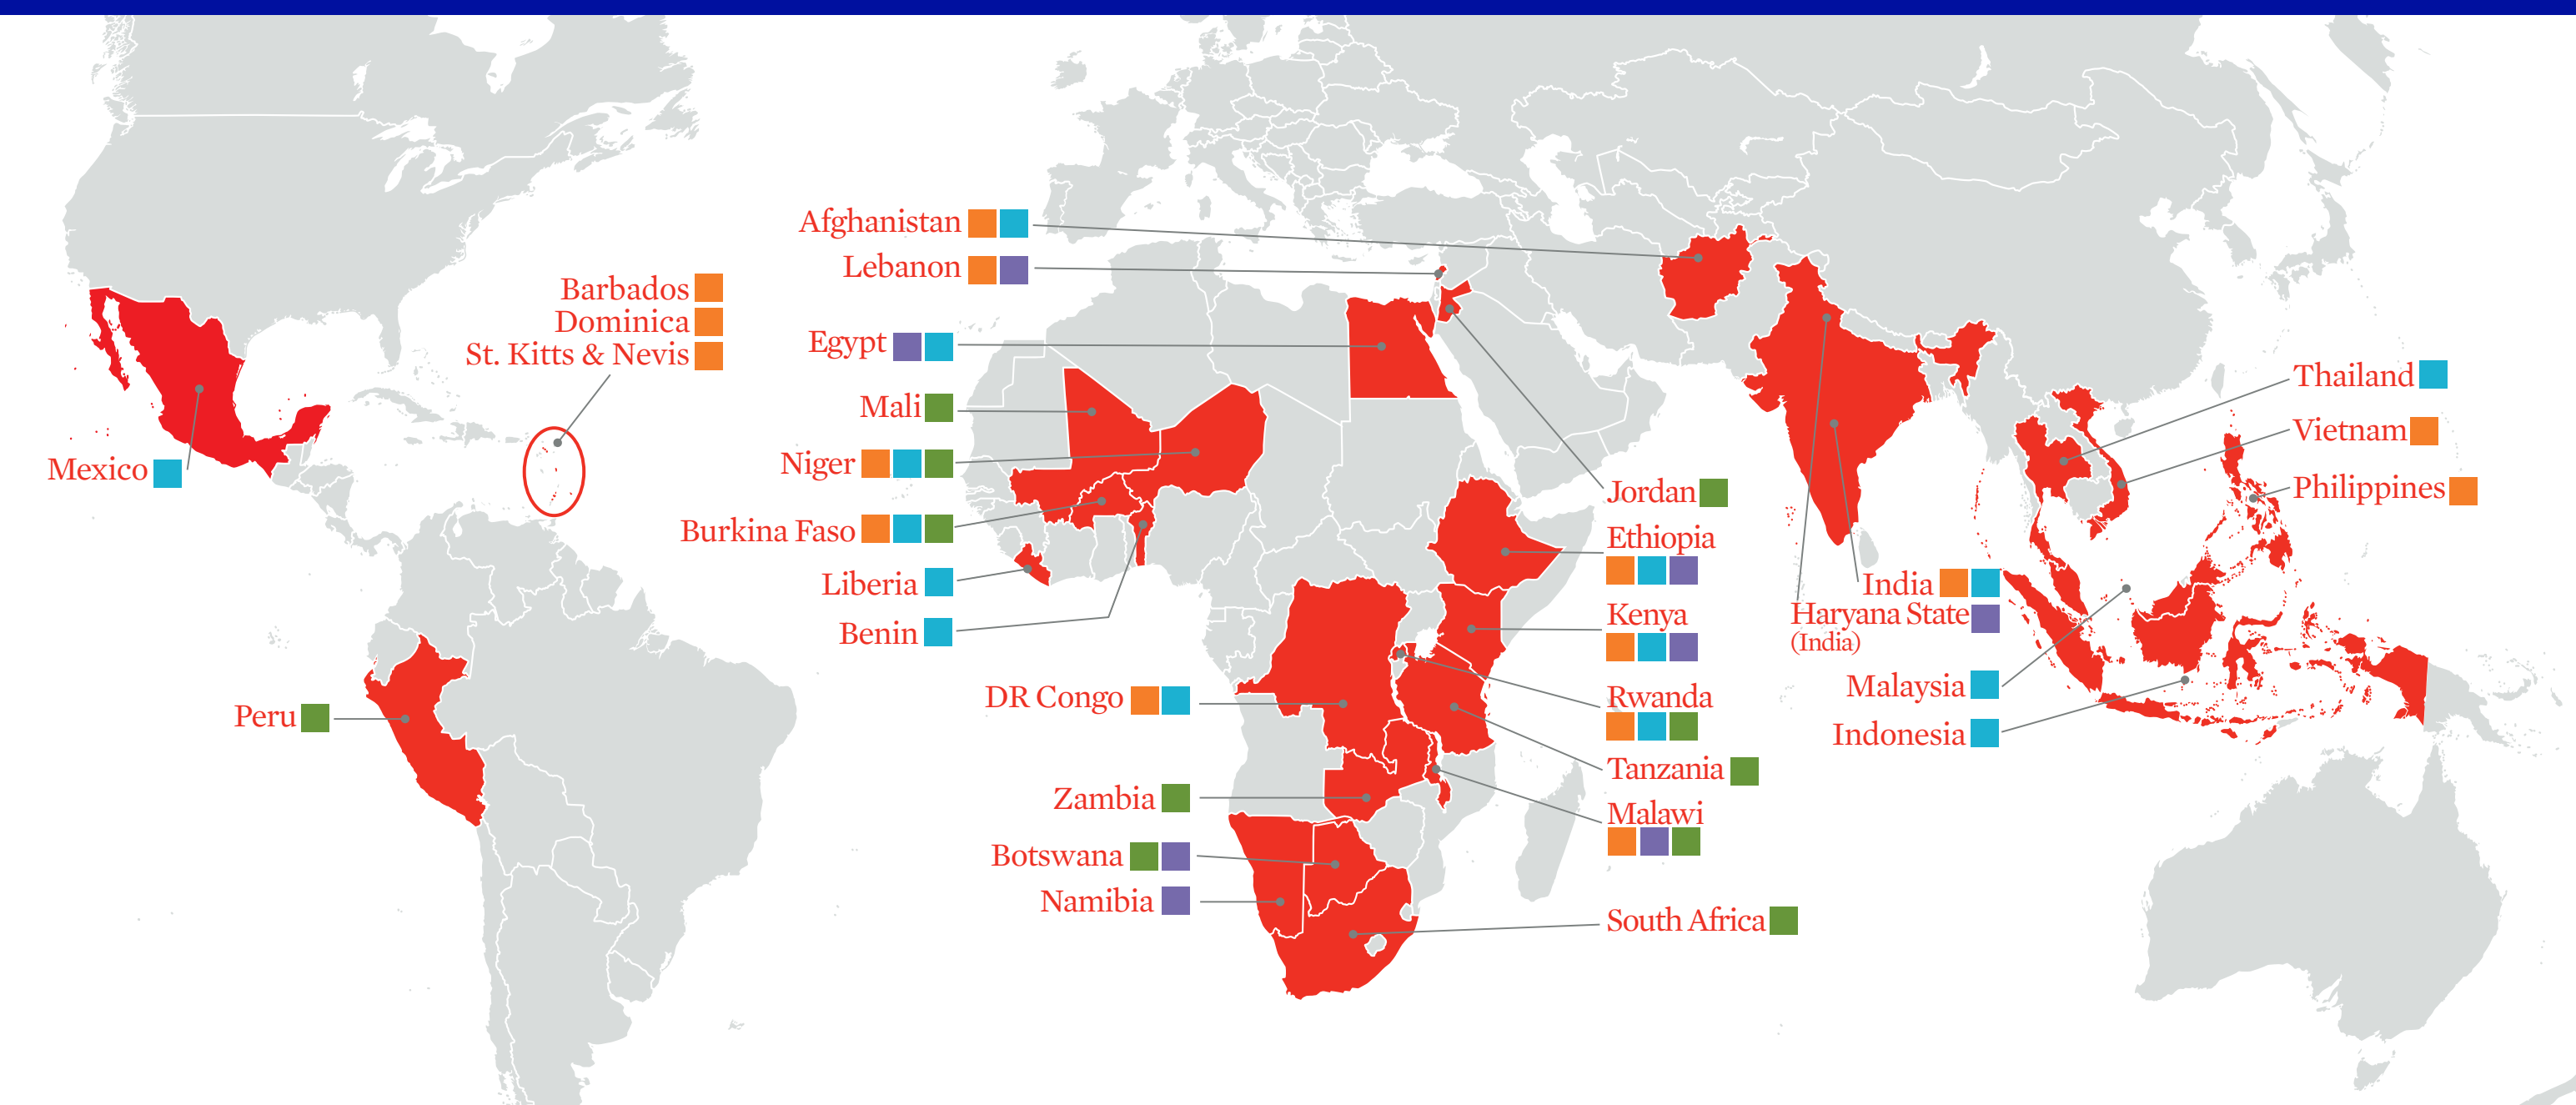 Afghanistan
Lebanon
Barbados
Dominica
St. Kitts & Nevis
Egypt
Mali
Niger
Burkina Faso
Liberia
Benin
Mexico
Peru
DR Congo
Zambia
Botswana
Namibia
Jordan
Ethiopia
Kenya
Rwanda
Tanzania
Malawi
South Africa
India
Haryana State
(India)
Malaysia
Indonesia
Thailand
Vietnam
Philippines